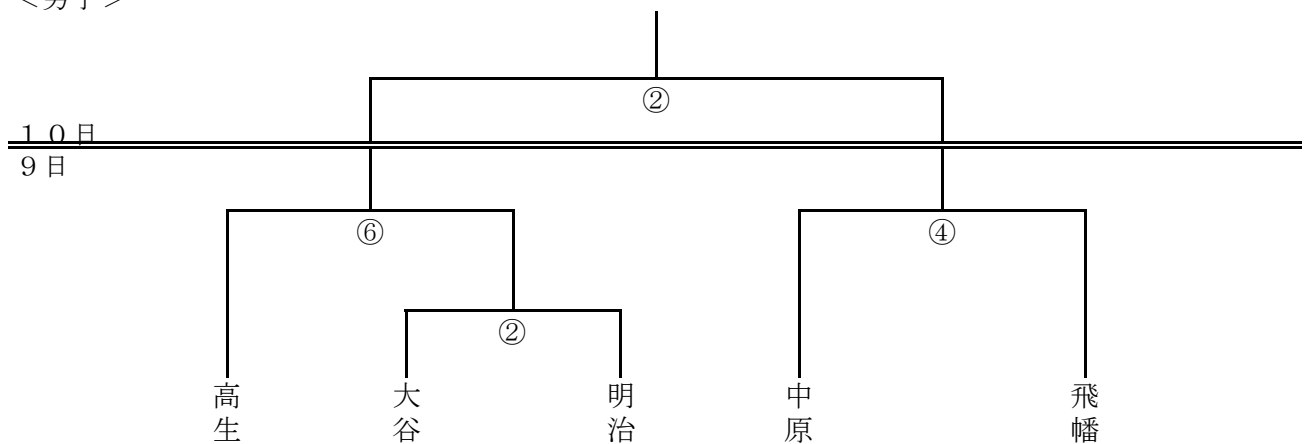 ＜男子＞
②
１０日
９日
⑥
④
②
高生
大谷
明治
中原
飛幡